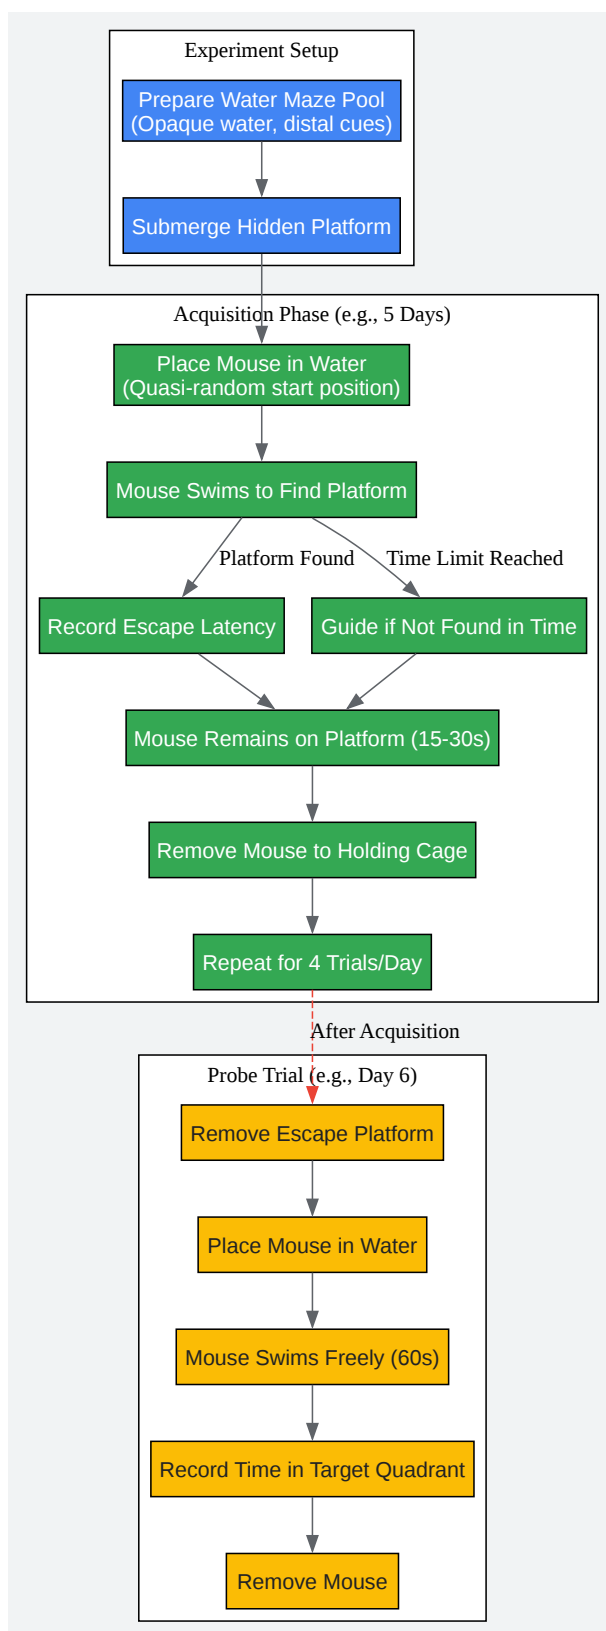 Experiment Setup
Prepare Water Maze Pool
(Opaque water, distal cues)
Submerge Hidden Platform
Acquisition Phase (e.g., 5 Days)
Place Mouse in Water
(Quasi-random start position)
Mouse Swims to Find Platform
Platform Found
Time Limit Reached
Record Escape Latency
Guide if Not Found in Time
Mouse Remains on Platform (15-30s)
Remove Mouse to Holding Cage
Repeat for 4 Trials/Day
After Acquisition
Probe Trial (e.g., Day 6)
Remove Escape Platform
Place Mouse in Water
Mouse Swims Freely (60s)
Record Time in Target Quadrant
Remove Mouse